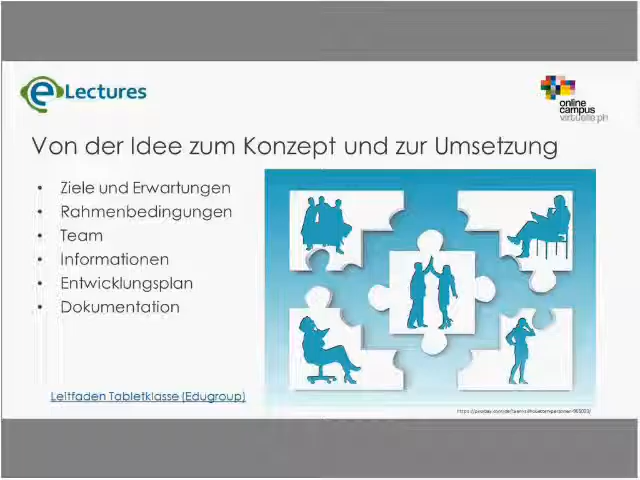 eLectures
online
campus
virtuelle ph
Von der Idee zum Konzept und zur Umsetzung
• Ziele und Erwartungen
• Rahmenbedingungen
• Team
• Informationen
• Entwicklungsplan
• Dokumentation
Leitfaden Tabletklasse (Edugroup)